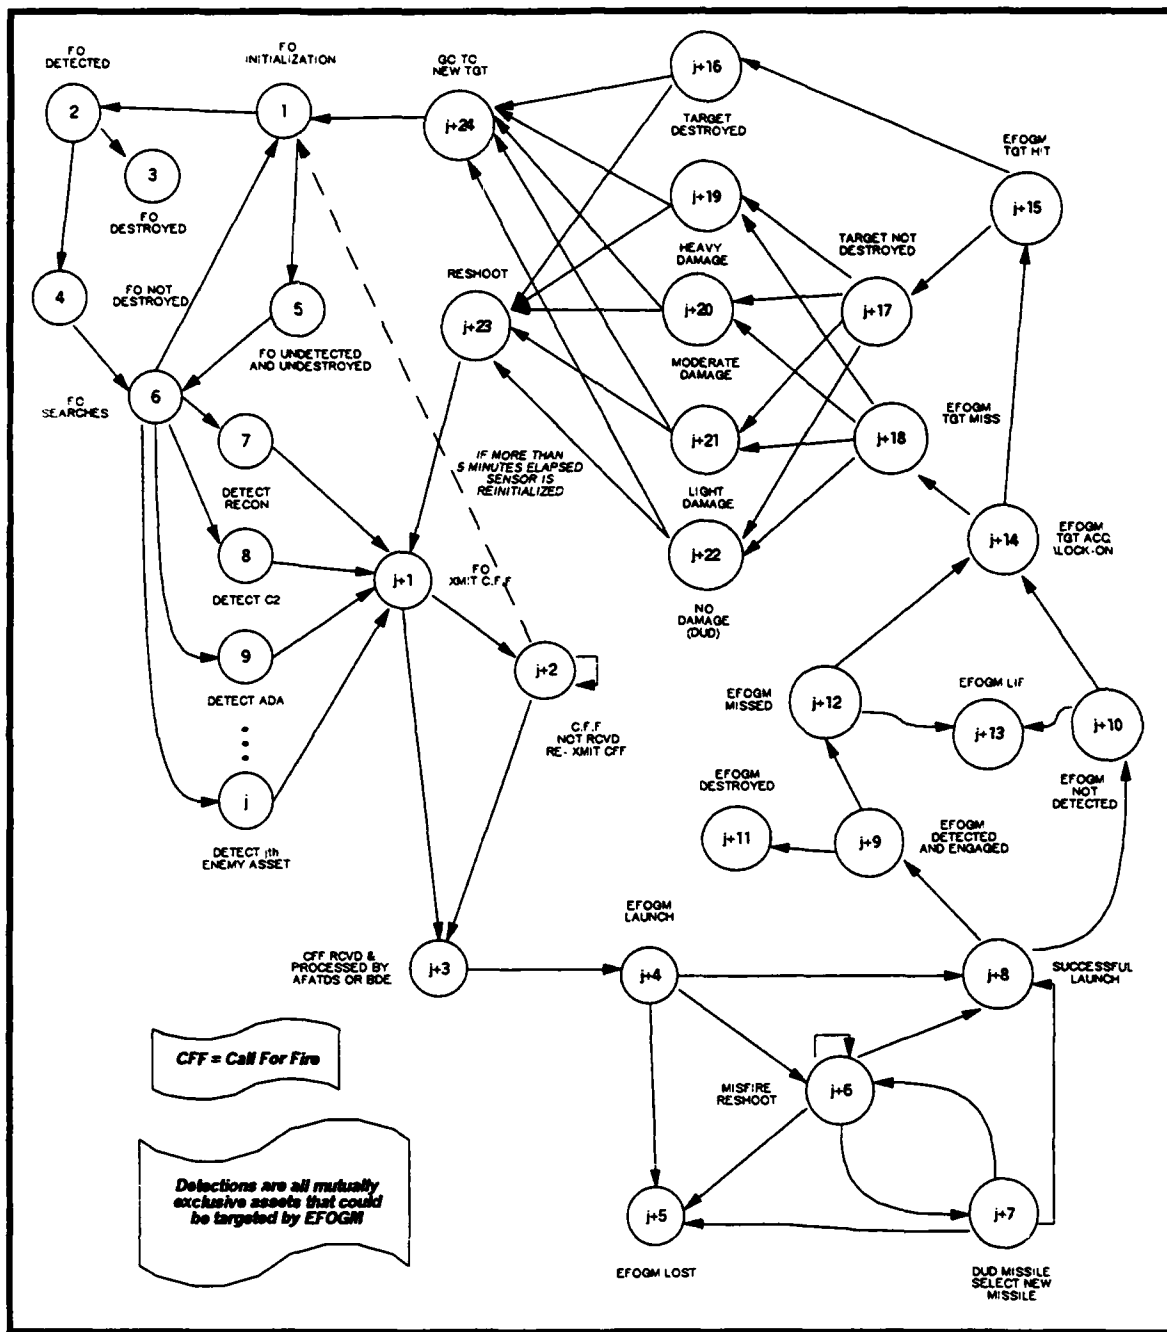 FO
DETECTED
2
3
FO
DESTROYED
4
FO
INITIALIZATION
1
FO NOT
DESTROYED
5
FO UNDETECTED
AND UNDESTROYED
FO
SEARCHES
6
7
DETECT
RECON
8
DETECT C2
9
DETECT ADA
j
DETECT jth
ENEMY ASSET
GO TO
NEW TGT
j+24
RESHOOT
j+23
IF MORE THAN
5 MINUTES ELAPSED
SENSOR IS
REINITIALIZED
j+1
FO
XMIT C.F.F
j+2
C.F.F
NOT RCVD
RE- XMIT CFF
j+16
TARGET
DESTROYED
j+19
HEAVY
DAMAGE
j+20
MODERATE
DAMAGE
j+21
LIGHT
DAMAGE
j+22
NO
DAMAGE
(DUD)
EFOGM
TGT HIT
j+15
TARGET NOT
DESTROYED
j+17
j+18
EFOGM
TGT MISS
j+14
EFOGM
TGT ACQ
\LOCK-ON
EFOGM
MISSED
j+12
EFOGM LIF
j+13
j+10
EFOGM
NOT
DETECTED
EFOGM
DESTROYED
j+11
j+9
EFOGM
DETECTED
AND ENGAGED
CFF RCVD &
PROCESSED BY
AFATDS OR BDE
j+3
EFOGM
LAUNCH
j+4
j+8
SUCCESSFUL
LAUNCH
MISFIRE
RESHOOT
j+6
j+5
EFOGM LOST
j+7
DUD MISSILE
SELECT NEW
MISSILE
CFF = Call For Fire
Detections are all mutually
exclusive assets that could
be targeted by EFOGM